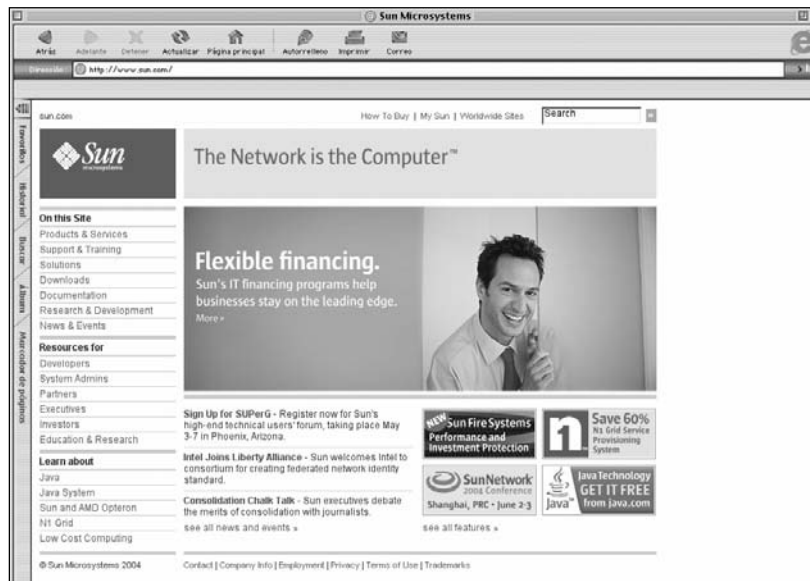 Sun Microsystems
Atrás Adelante Detener Actualizar Página principal Autorrelleno Imprimir Correo
Dirección http://www.sun.com/
Favoritos
Historial
Buscar
Álbum
Marcador de páginas
sun.com
How To Buy | My Sun | Worldwide Sites Search
Sun
microsystems
The Network is the Computer™
On this Site
Products & Services
Support & Training
Solutions
Downloads
Documentation
Research & Development
News & Events
Resources for
Developers
System Admins
Partners
Executives
Investors
Education & Research
Learn about
Java
Java System
Sun and AMD Opteron
N1 Grid
Low Cost Computing
Flexible financing.
Sun's IT financing programs help
businesses stay on the leading edge.
More »
Sign Up for SUPerG - Register now for Sun's
high-end technical users' forum, taking place May
3-7 in Phoenix, Arizona.
Intel Joins Liberty Alliance - Sun welcomes Intel to
consortium for creating federated network identity
standard.
Consolidation Chalk Talk - Sun executives debate
the merits of consolidation with journalists.
see all news and events »
NEW Sun Fire Systems
Performance and
Investment Protection
n1
Save 60%
N1 Grid Service
Provisioning
System
SunNetwork
2004 Conference
Shanghai, PRC • June 2-3
Java™
Java Technology
GET IT FREE
from java.com
see all features »
© Sun Microsystems 2004
Contact | Company Info | Employment | Privacy | Terms of Use | Trademarks